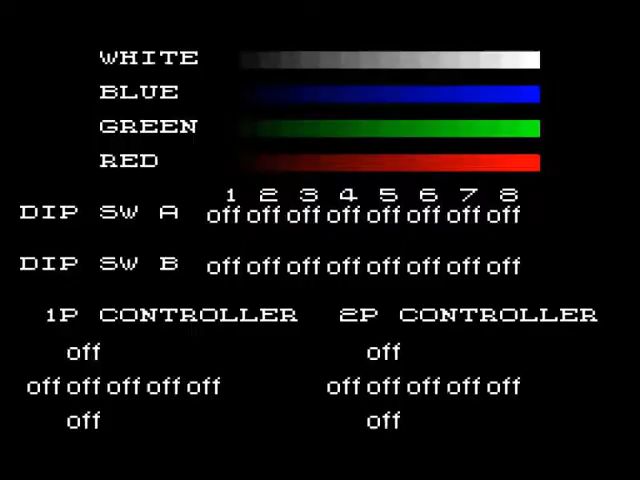 WHITE
BLUE
GREEN
RED
1 2 3 4 5 6 7 8
DIP SW A off off off off off off off off
DIP SW B off off off off off off off off
1P CONTROLLER 2P CONTROLLER
off off
off off off off off off off off off off
off off